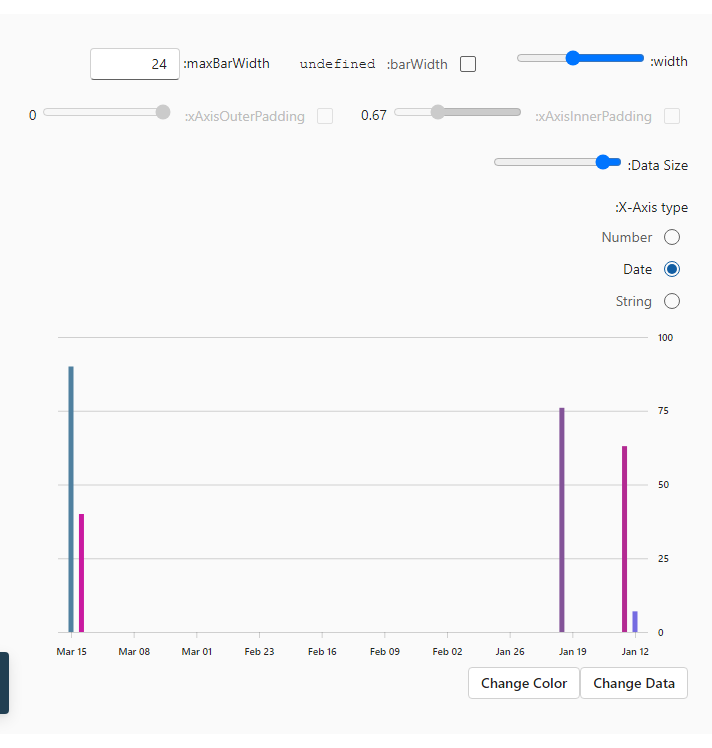 :width
:barWidth undefined
:maxBarWidth 24
:xAxisInnerPadding 0.67
:xAxisOuterPadding 0
:Data Size
:X-Axis type
Number
Date
String
100
75
50
25
0
Mar 15 Mar 08 Mar 01 Feb 23 Feb 16 Feb 09 Feb 02 Jan 26 Jan 19 Jan 12
Change Color Change Data